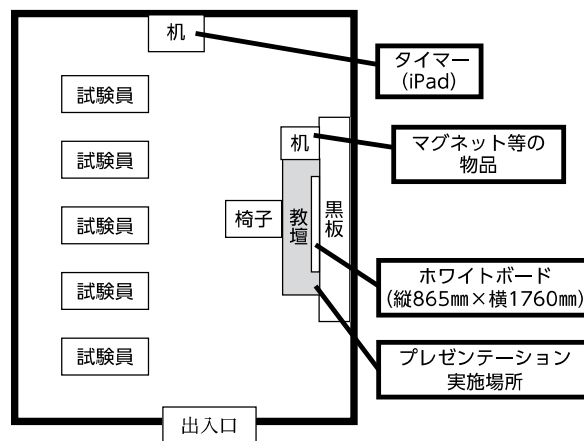 机
タイマー
(iPad)
試験員
試験員
試験員
試験員
試験員
机
マグネット等の
物品
椅子
教壇
黒板
ホワイトボード
(縦865㎜×横1760㎜)
プレゼンテーション
実施場所
出入口